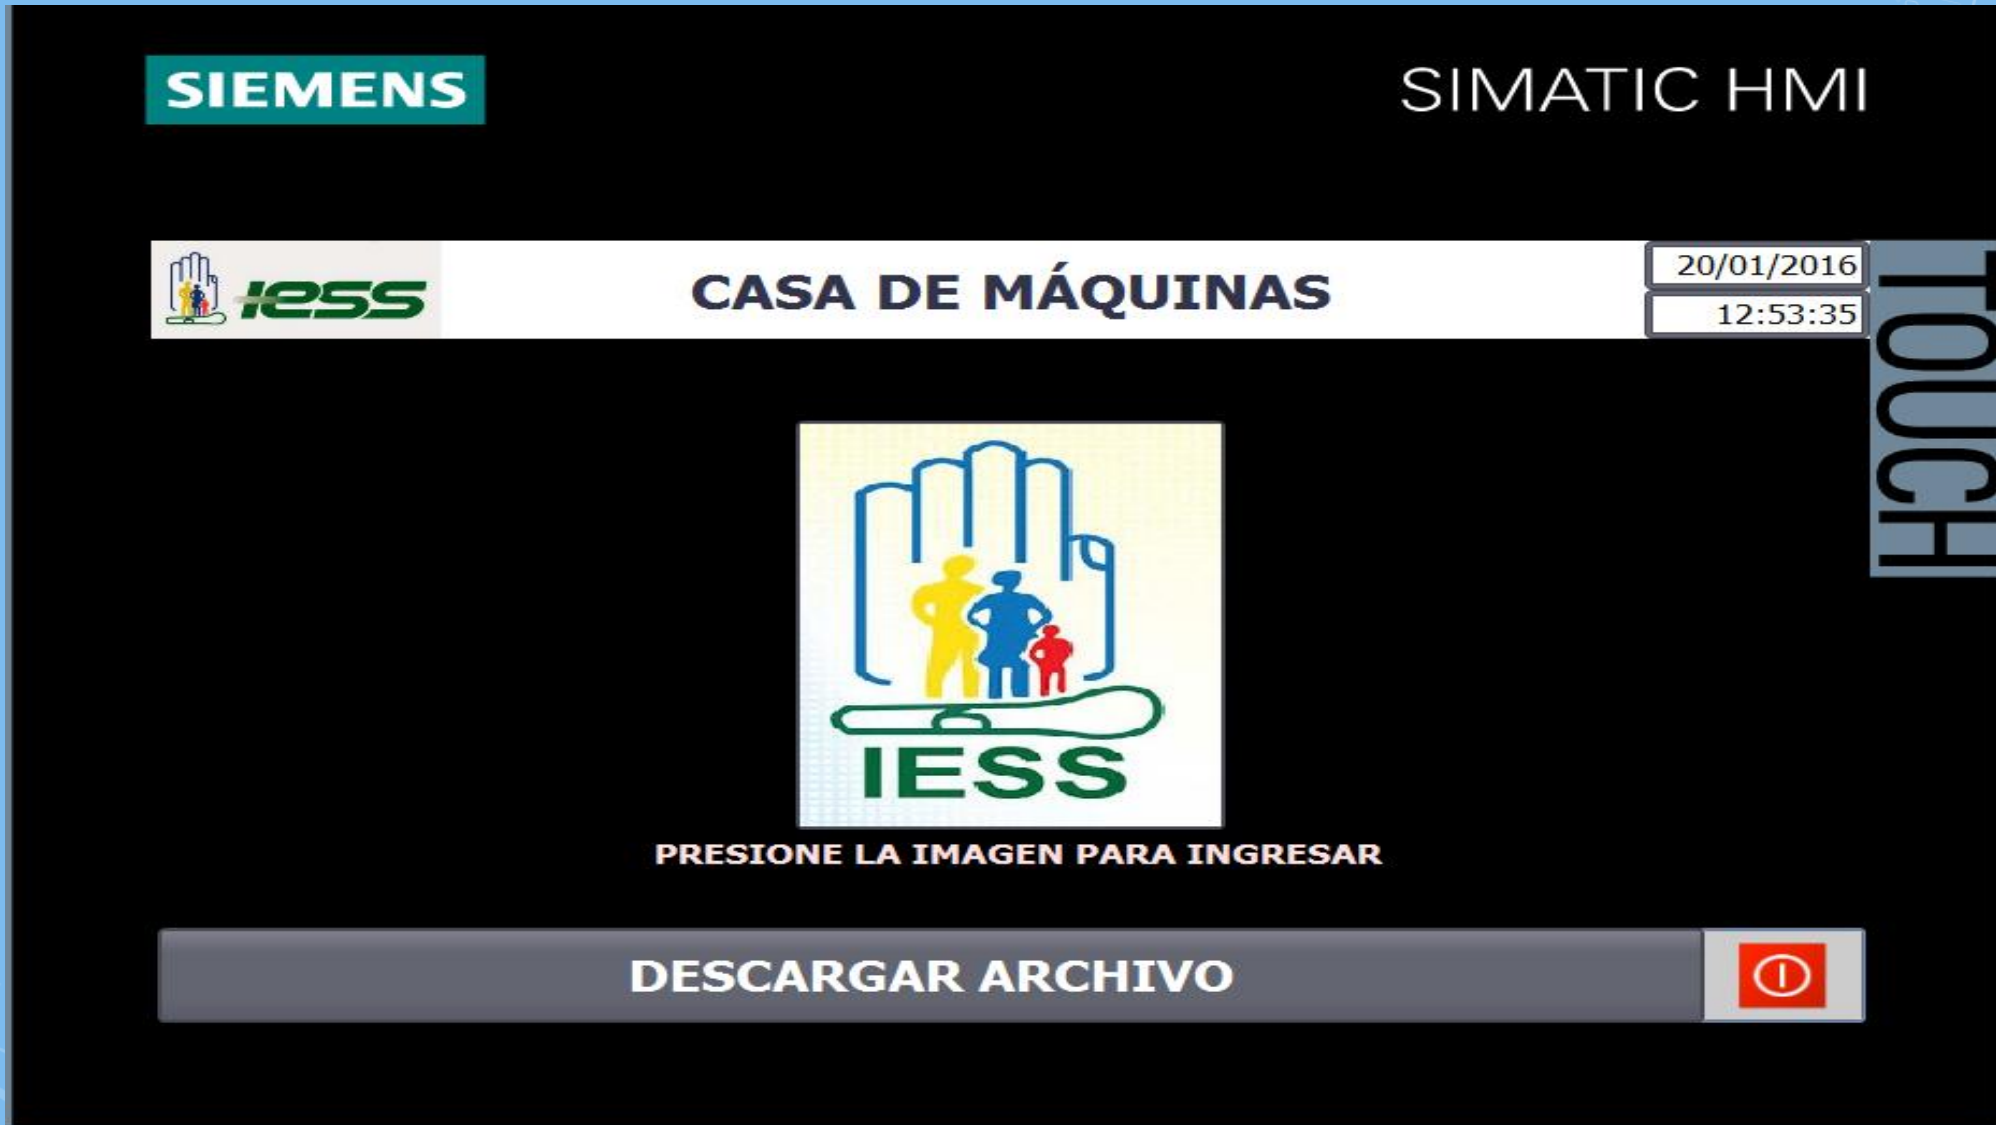 SIEMENS
SIMATIC HMI
IESS
CASA DE MÁQUINAS
20/01/2016
12:53:35
TOUCH
IESS
PRESIONE LA IMAGEN PARA INGRESAR
DESCARGAR ARCHIVO